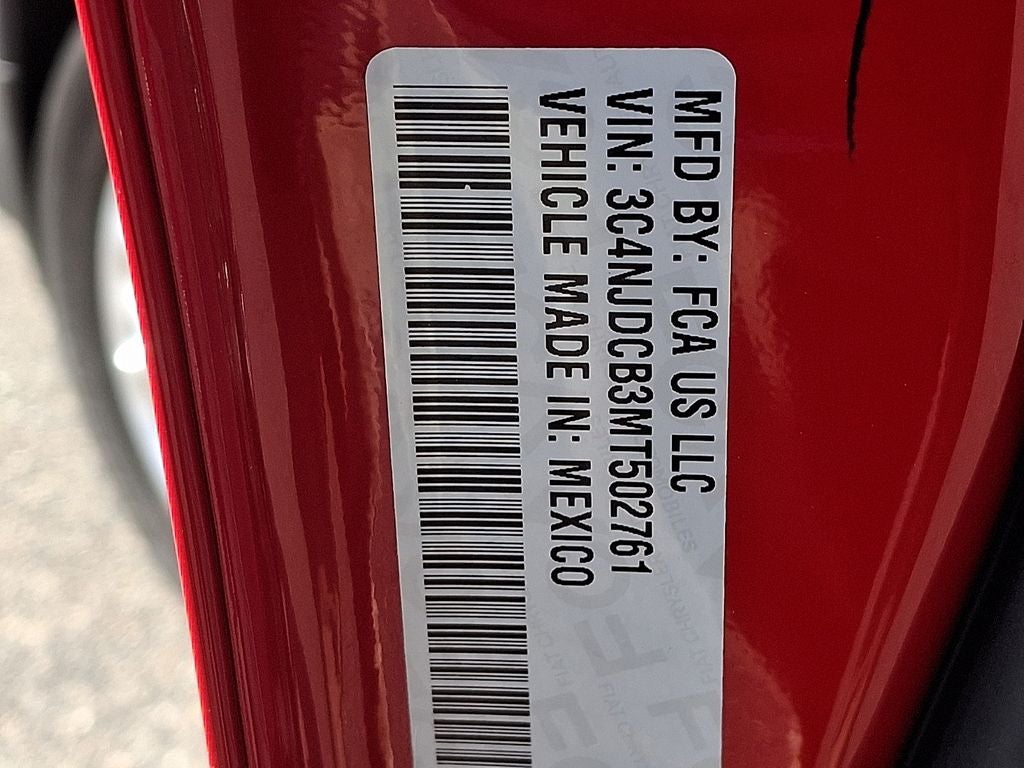 MFD BY: FCA US LLC
VIN: 3C4NJDCB3MT502761
VEHICLE MADE IN: MEXICO